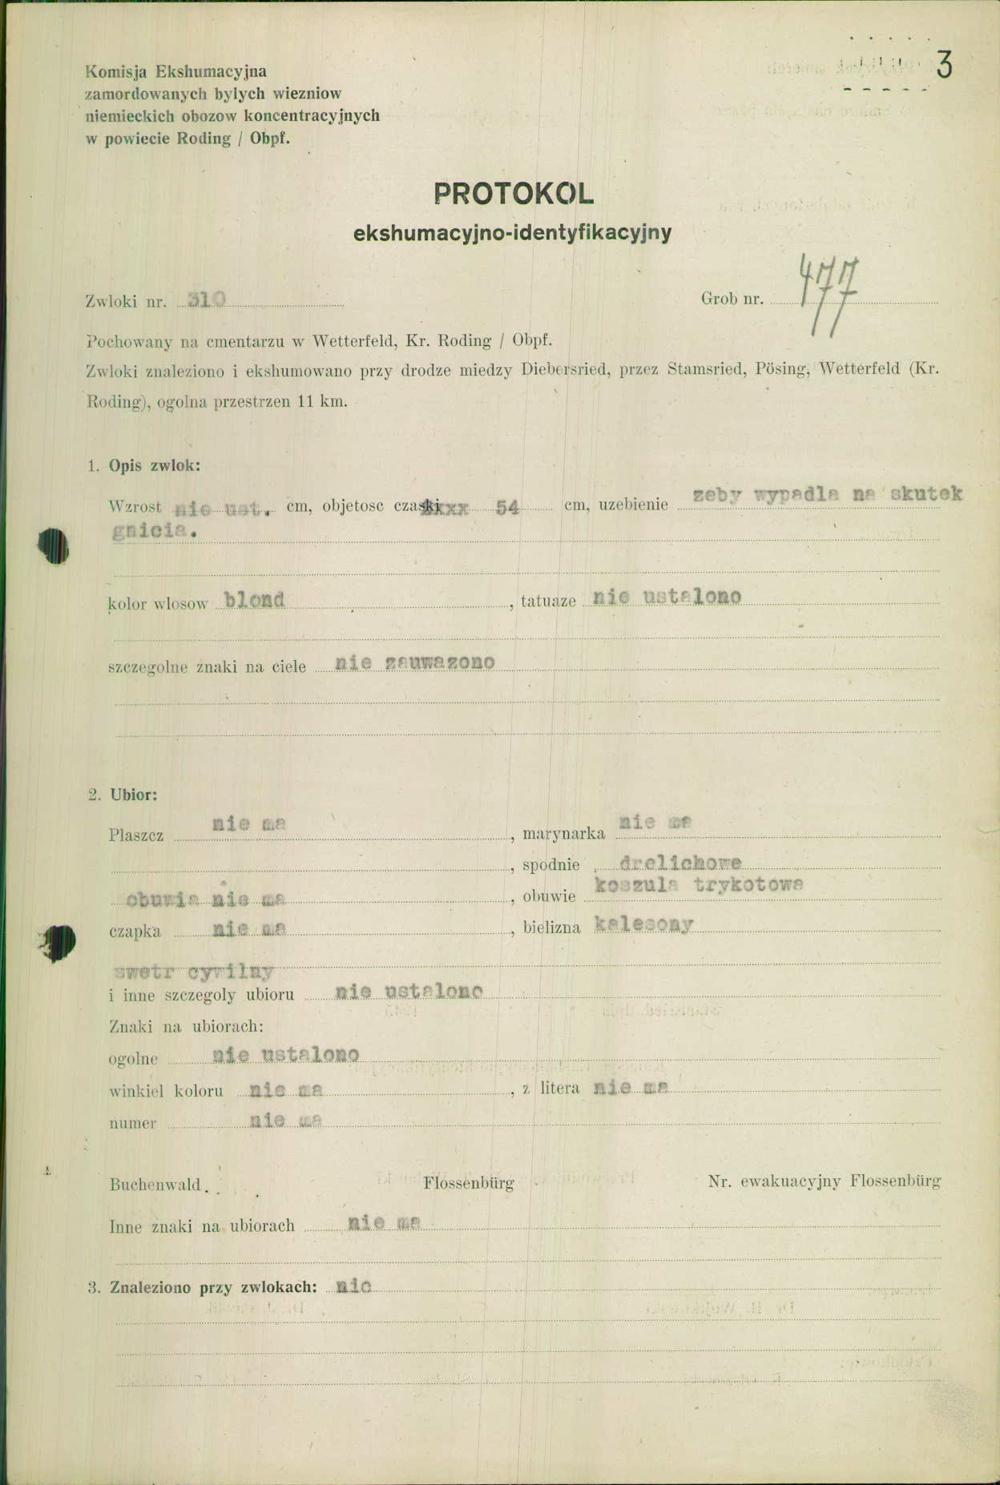 3
Komisja Ekshumacyjna
zamordowanych bylych wiezniow
niemieckich obozow koncentracyjnych
w powiecie Roding / Obpf.
PROTOKOL
ekshumacyjno-identyfikacyjny
Zwloki nr. 310 Grob nr. 477
Pochowany na cmentarzu w Wetterfeld, Kr. Roding / Obpf.
Zwloki znaleziono i ekshumowano przy drodze miedzy Diebersried, przez Stamsried, Pösing, Wetterfeld (Kr.
Roding), ogolna przestrzen 11 km.
1. Opis zwlok:
Wzrost nie ust. cm, objetosc czaski xx 54 cm, uzebienie zeby wypadla na skutek
gnicia.
kolor wlosow blond , tatuaze nie ustalono
szczegolne znaki na ciele nie zauwazono
2. Ubior:
Plaszcz nie ma , marynarka nie ma
, spodnie drelichowe
obuwia nie ma , obuwie koszula trykotowa
czapka nie ma , bielizna kalesony
swetr cyrilny
i inne szczegoly ubioru nie ustalono
Znaki na ubiorach:
ogolne nie ustalono
winkiel koloru nie ma , z litera nie ma
numer nie ma
Buchenwald Flossenbürg Nr. ewakuacyjny Flossenbürg
Inne znaki na ubiorach nie ma
3. Znaleziono przy zwlokach: nic